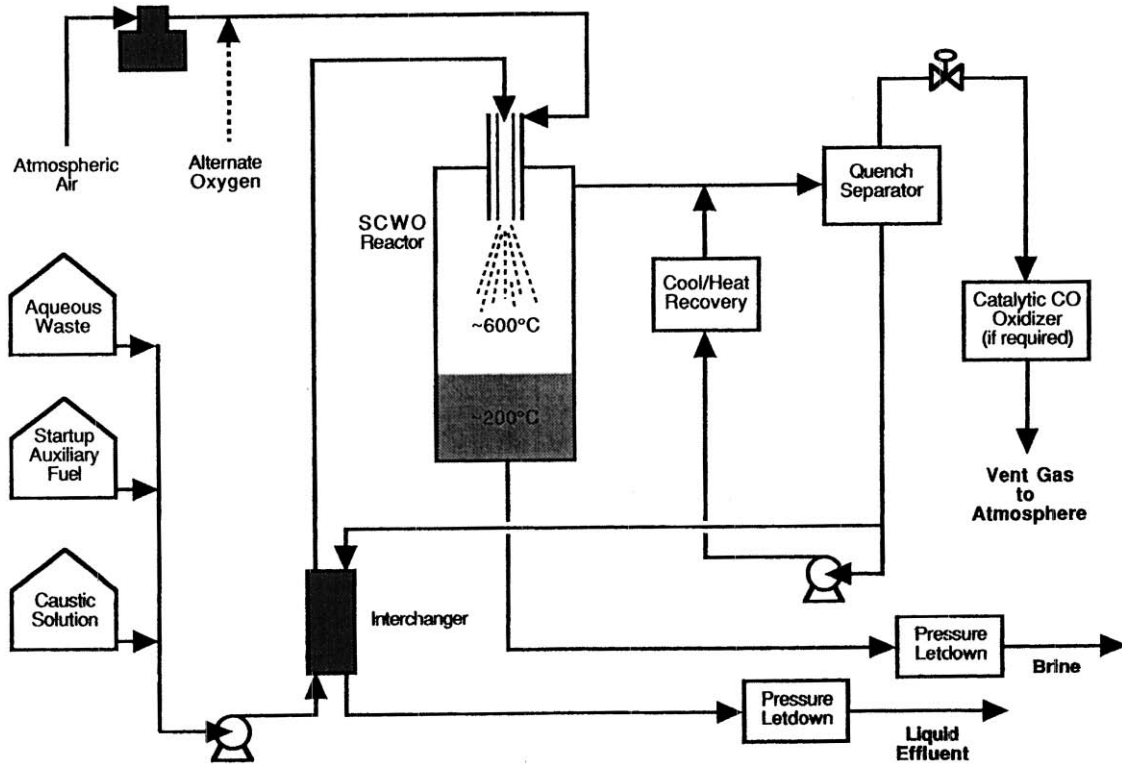 Atmospheric
Air
Alternate
Oxygen
SCWO
Reactor
~600°C
~200°C
Quench
Separator
Cool/Heat
Recovery
Catalytic CO
Oxidizer
(if required)
Vent Gas
to
Atmosphere
Aqueous
Waste
Startup
Auxiliary
Fuel
Caustic
Solution
Interchanger
Pressure
Letdown
Brine
Pressure
Letdown
Liquid
Effluent